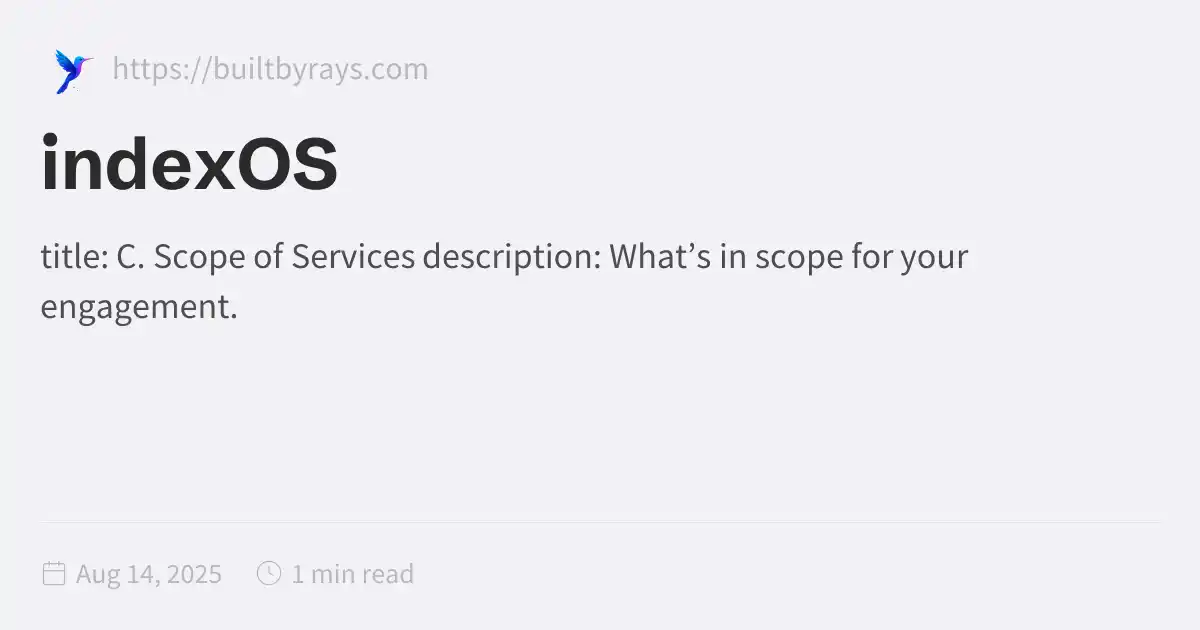 https://builtbyrays.com
indexOS
title: C. Scope of Services description: What’s in scope for your
engagement.
Aug 14, 2025 1 min read